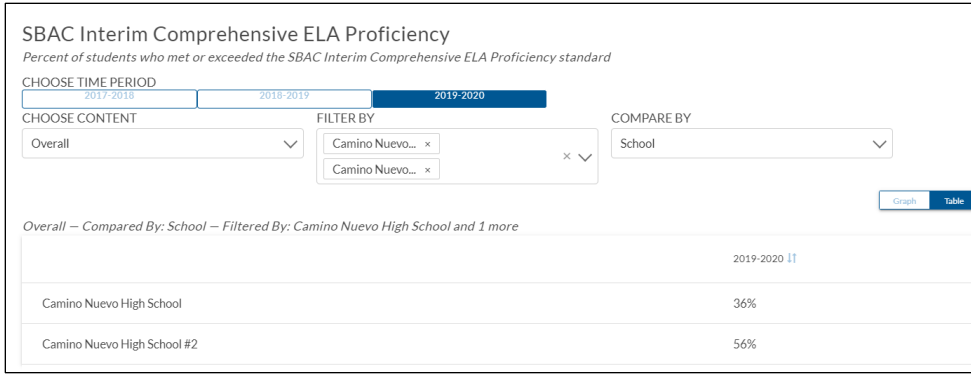 SBAC Interim Comprehensive ELA Proficiency
Percent of students who met or exceeded the SBAC Interim Comprehensive ELA Proficiency standard
CHOOSE TIME PERIOD
2017-2018 2018-2019 2019-2020
CHOOSE CONTENT FILTER BY COMPARE BY
Overall Camino Nuevo... × × School
Camino Nuevo... ×
Graph Table
Overall — Compared By: School — Filtered By: Camino Nuevo High School and 1 more
2019-2020
Camino Nuevo High School 36%
Camino Nuevo High School #2 56%